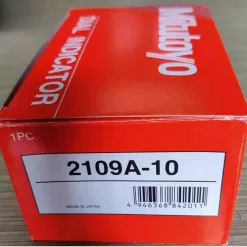 Mitutoyo
DIAL INDICATOR
1PC.
2109A-10
MADE IN JAPAN
4 946368 842011